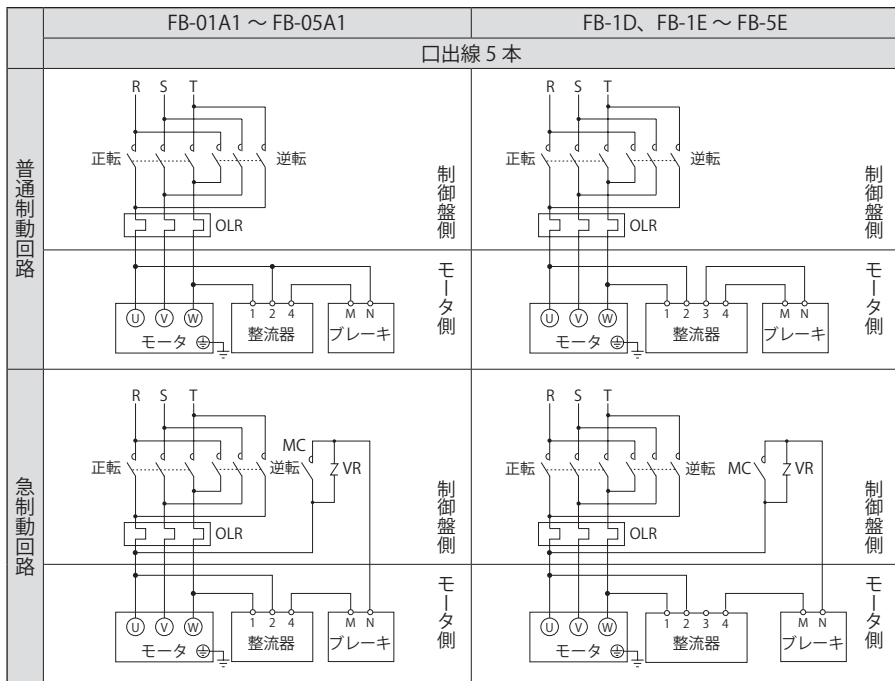 FB-01A1 ～ FB-05A1
FB-1D、FB-1E ～ FB-5E
口出線 5 本
普通制動回路
R S T
正転
逆転
OLR
制御盤側
U V W
モータ
1 2 4
整流器
M N
ブレーキ
モータ側
R S T
正転
逆転
OLR
制御盤側
U V W
モータ
1 2 3 4
整流器
M N
ブレーキ
モータ側
急制動回路
R S T
正転
逆転
MC
VR
OLR
制御盤側
U V W
モータ
1 2 4
整流器
M N
ブレーキ
モータ側
R S T
正転
逆転
MC
VR
OLR
制御盤側
U V W
モータ
1 2 3 4
整流器
M N
ブレーキ
モータ側